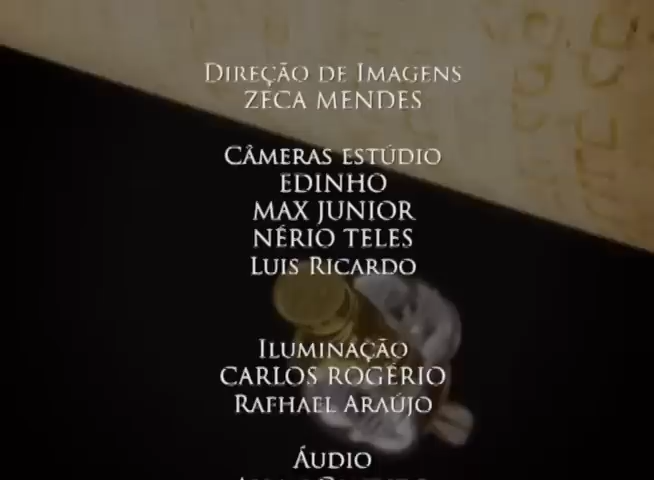 Direção de Imagens
ZECA MENDES
Câmeras estúdio
EDINHO
MAX JUNIOR
NÉRIO TELES
Luis Ricardo
Iluminação
CARLOS ROGÉRIO
Rafhael Araújo
Áudio